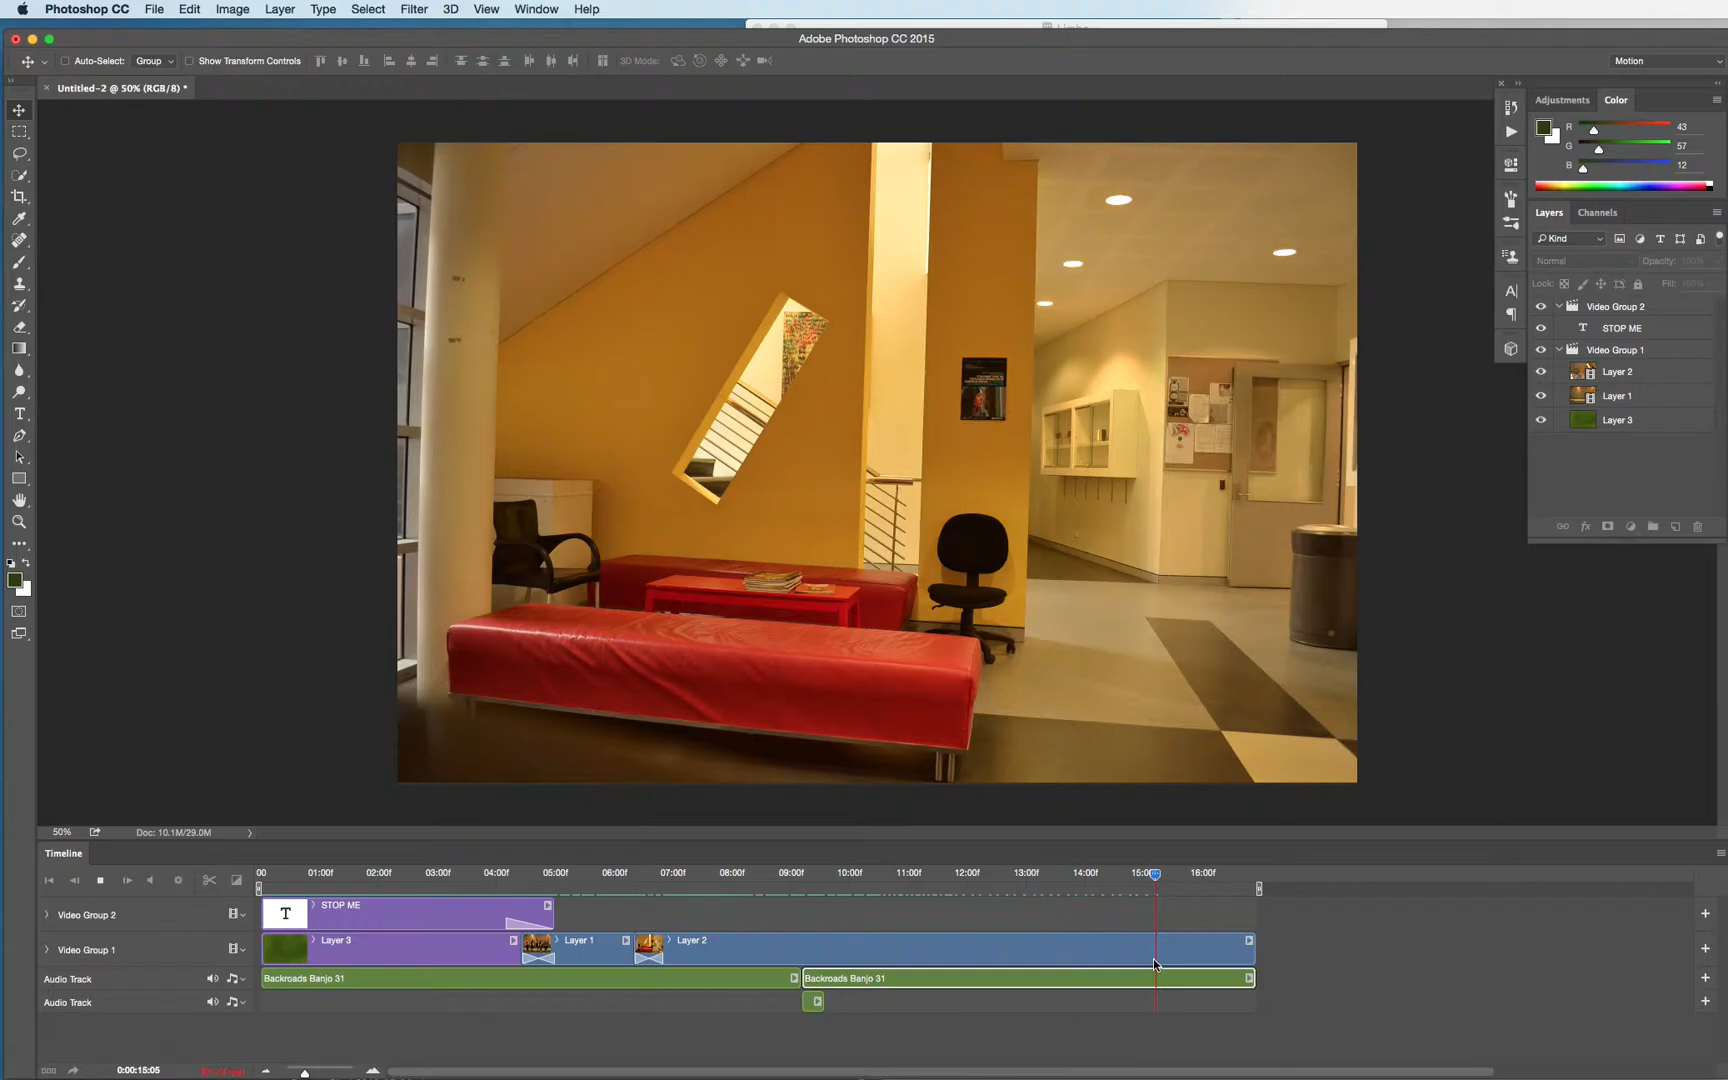 Photoshop CC File Edit Image Layer Type Select Filter 3D View Window Help
Adobe Photoshop CC 2015
Auto-Select: Group Show Transform Controls 3D Mode: Motion
Untitled-2 @ 50% (RGB/8) *
Adjustments Color
R 43
G 57
B 12
Layers Channels
Kind
Normal Opacity: 100%
Lock: Fill: 100%
Video Group 2
STOP ME
Video Group 1
Layer 2
Layer 1
Layer 3
50% Doc: 10.1M/29.0M
Timeline
00 01:00f 02:00f 03:00f 04:00f 05:00f 06:00f 07:00f 08:00f 09:00f 10:00f 11:00f 12:00f 13:00f 14:00f 15:00 16:00f
Video Group 2 T STOP ME
Video Group 1 Layer 3 Layer 1 Layer 2
Audio Track Backroads Banjo 31 Backroads Banjo 31
Audio Track
0:00:15:05